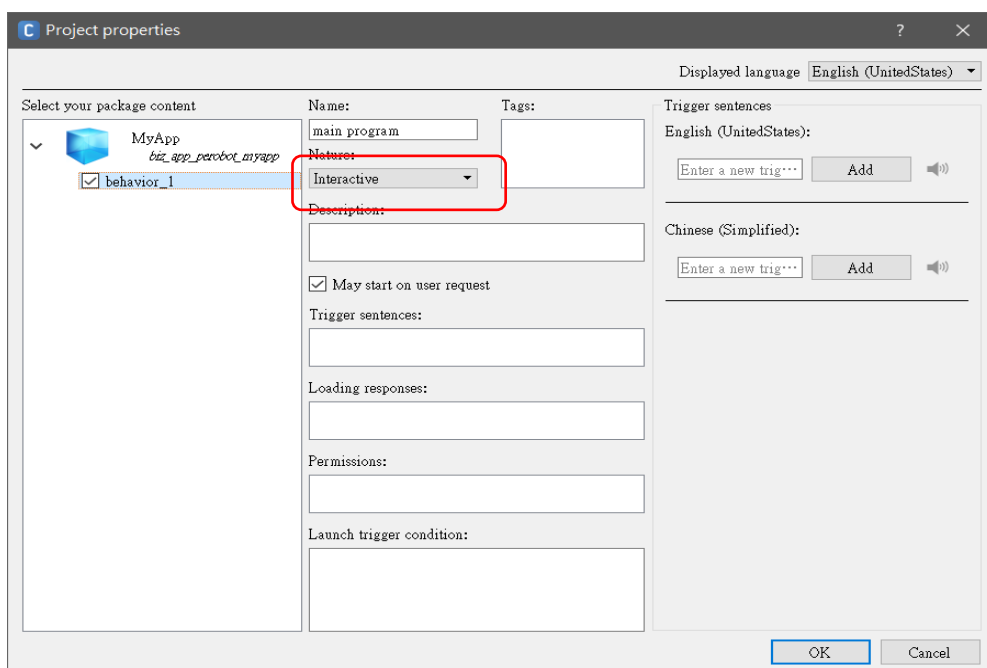 C Project properties ? ×
Displayed language English (UnitedStates)
Select your package content
MyApp
biz_app_perobot_myapp
behavior_1
Name:
main program
Nature:
Interactive
Tags:
Description:
May start on user request
Trigger sentences:
Loading responses:
Permissions:
Launch trigger condition:
Trigger sentences
English (UnitedStates):
Enter a new trig··· Add
Chinese (Simplified):
Enter a new trig··· Add
OK Cancel